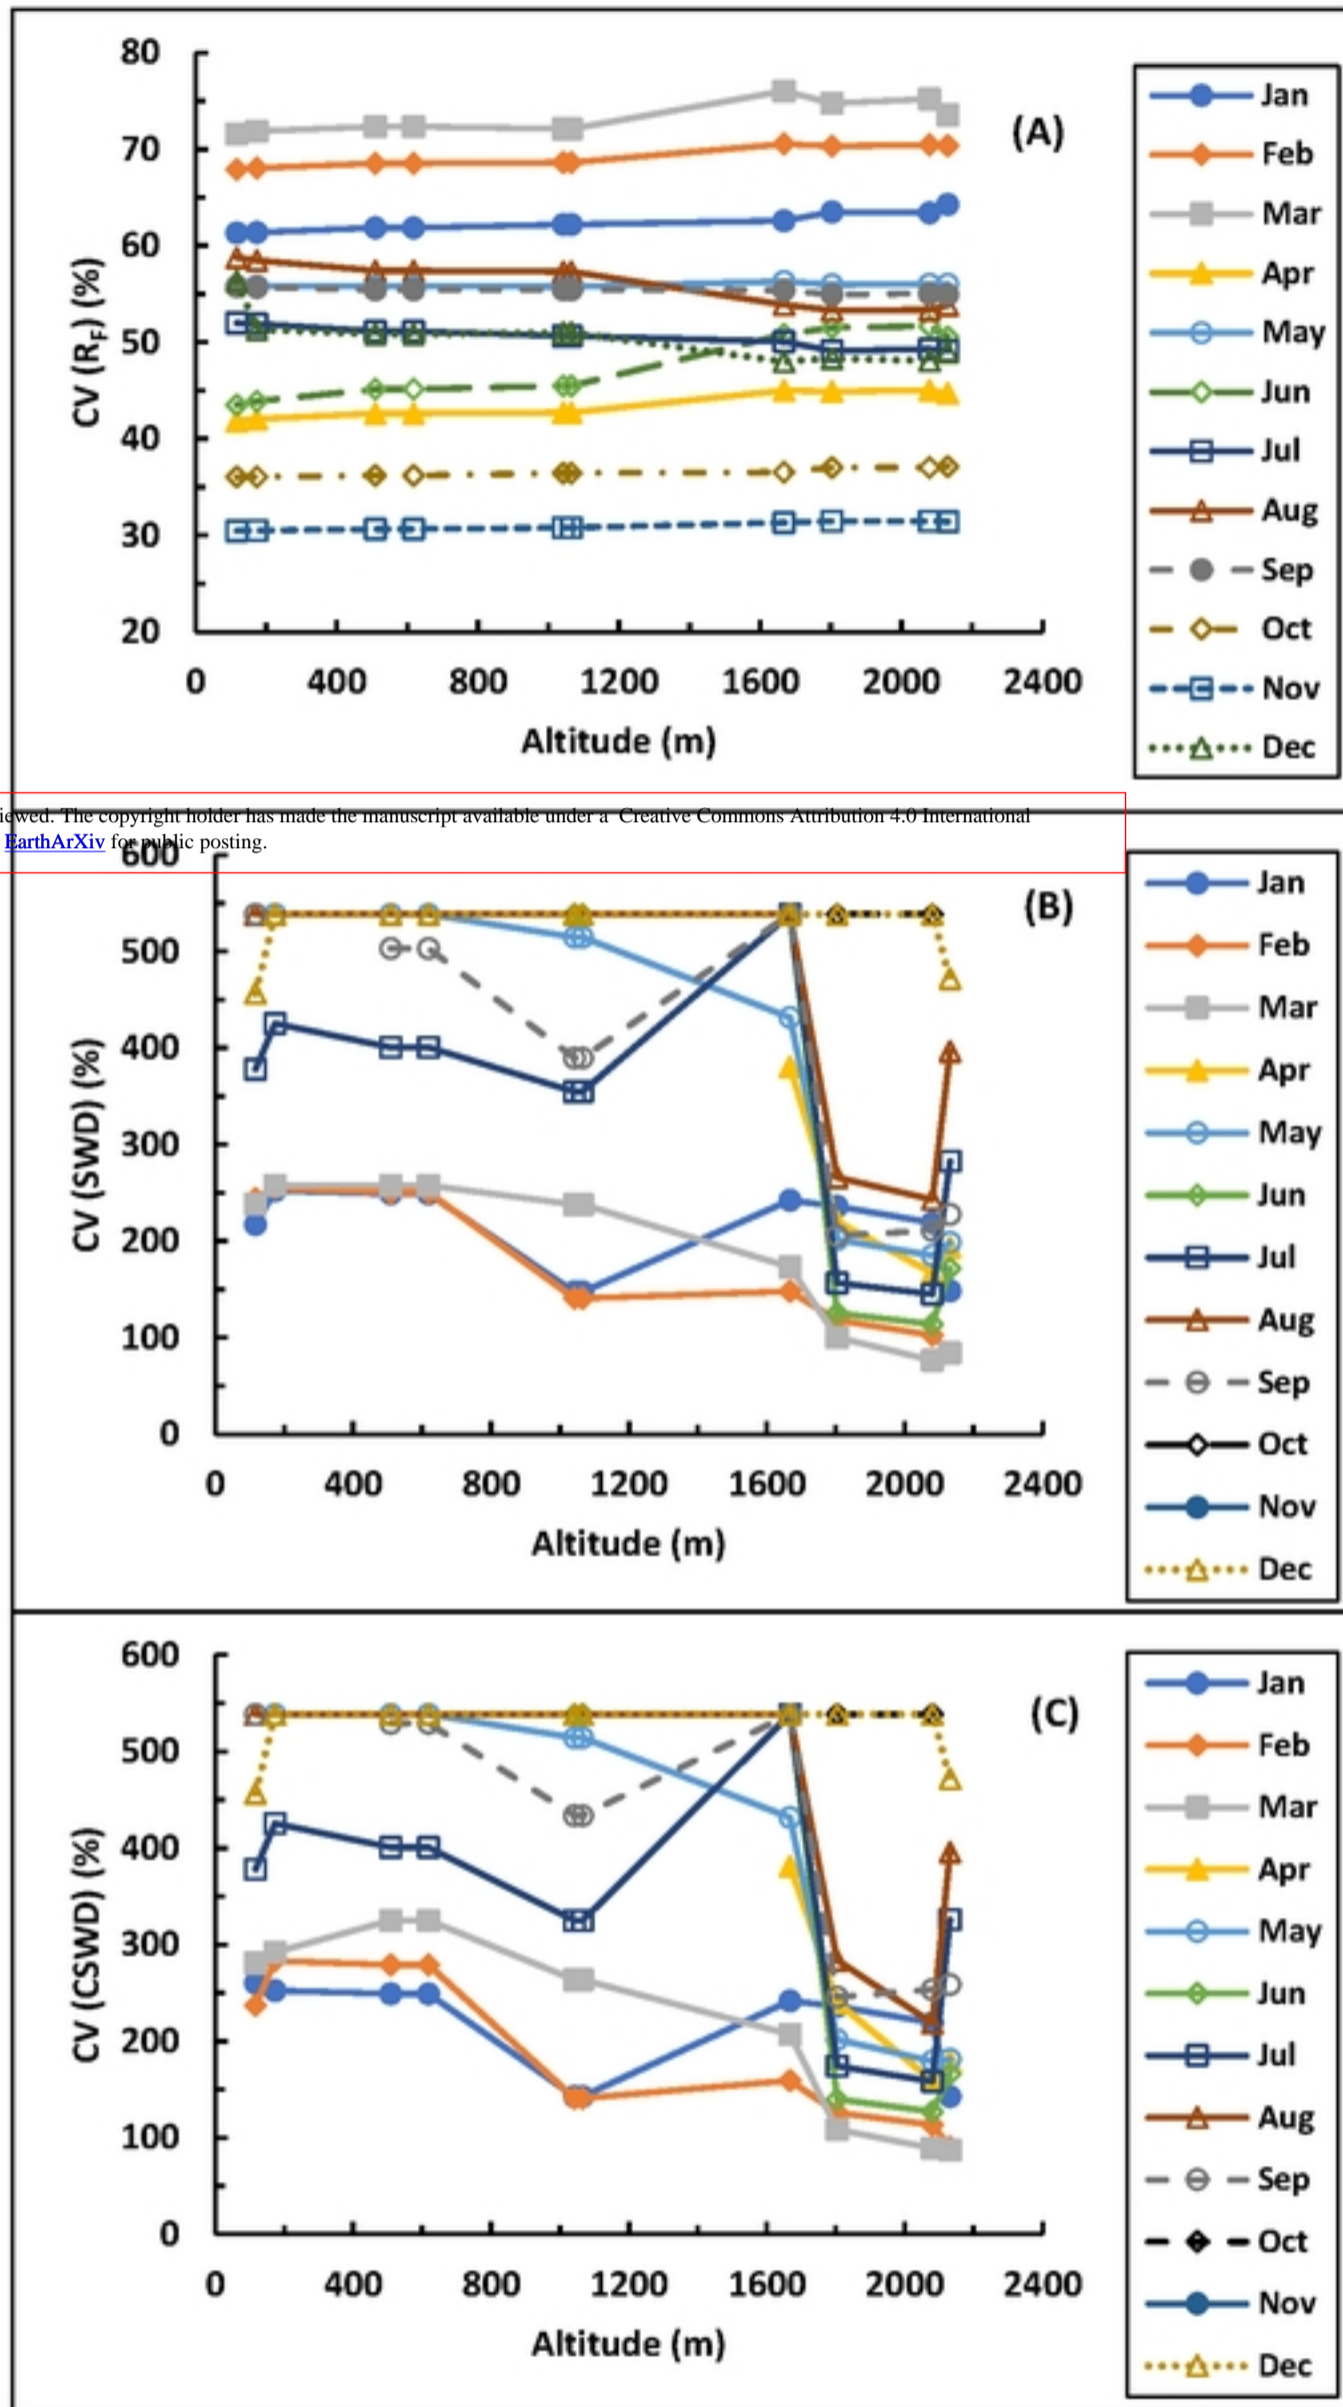 80
70
60
50
40
30
20
CV (RF) (%)
0 400 800 1200 1600 2000 2400
Altitude (m)
(A)
Jan
Feb
Mar
Apr
May
Jun
Jul
Aug
Sep
Oct
Nov
Dec
iewed. The copyright holder has made the manuscript available under a Creative Commons Attribution 4.0 International
EarthArXiv for public posting.
600
500
400
300
200
100
0
CV (SWD) (%)
0 400 800 1200 1600 2000 2400
Altitude (m)
(B)
Jan
Feb
Mar
Apr
May
Jun
Jul
Aug
Sep
Oct
Nov
Dec
600
500
400
300
200
100
0
CV (CSWD) (%)
0 400 800 1200 1600 2000 2400
Altitude (m)
(C)
Jan
Feb
Mar
Apr
May
Jun
Jul
Aug
Sep
Oct
Nov
Dec